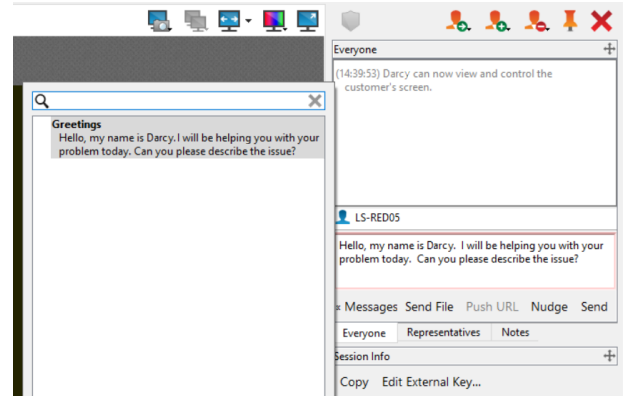 Everyone
(14:39:53) Darcy can now view and control the
customer's screen.
Greetings
Hello, my name is Darcy.I will be helping you with your
problem today. Can you please describe the issue?
LS-RED05
Hello, my name is Darcy.  I will be helping you with your
problem today.  Can you please describe the issue?
Messages Send File Push URL Nudge Send
Everyone Representatives Notes
Session Info
Copy Edit External Key...